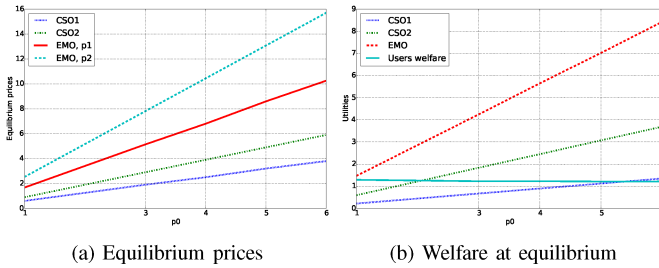 CSO1
CSO2
EMO, p1
EMO, p2
Equilibrium prices
16
14
12
10
8
6
4
2
0
1
3
4
5
6
p0
(a) Equilibrium prices
CSO1
CSO2
EMO
Users welfare
Utilities
9
8
7
6
5
4
3
2
1
0
1
3
4
5
p0
(b) Welfare at equilibrium